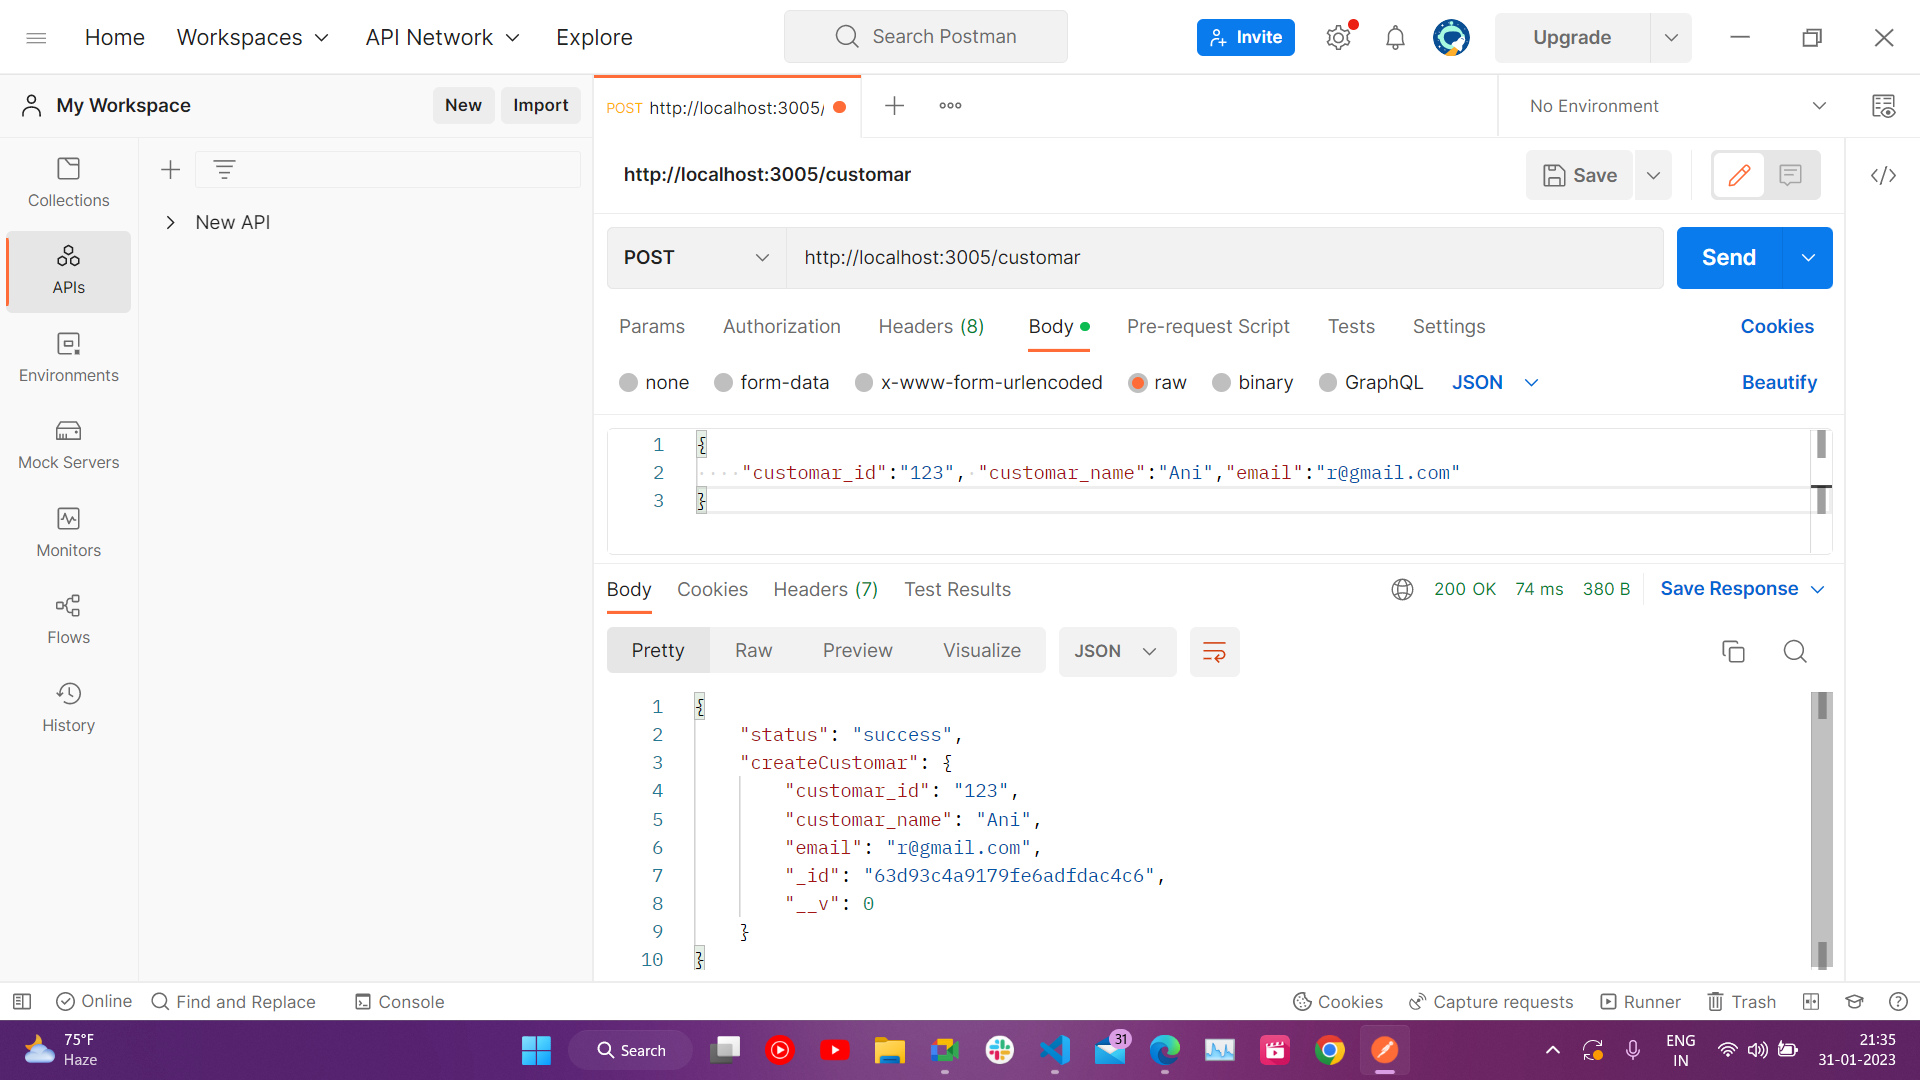 Home Workspaces API Network Explore Search Postman Invite Upgrade
My Workspace New Import POST http://localhost:3005/ No Environment
Collections
New API
APIs
Environments
Mock Servers
Monitors
Flows
History
http://localhost:3005/customar Save
POST http://localhost:3005/customar Send
Params Authorization Headers (8) Body Pre-request Script Tests Settings Cookies
none form-data x-www-form-urlencoded raw binary GraphQL JSON Beautify
1 {
2 "customar_id":"123", "customar_name":"Ani","email":"r@gmail.com"
3 }
Body Cookies Headers (7) Test Results 200 OK 74 ms 380 B Save Response
Pretty Raw Preview Visualize JSON
1 {
2 "status": "success",
3 "createCustomar": {
4 "customar_id": "123",
5 "customar_name": "Ani",
6 "email": "r@gmail.com",
7 "_id": "63d93c4a9179fe6adfdac4c6",
8 "__v": 0
9 }
10 }
Online Find and Replace Console Cookies Capture requests Runner Trash
75°F
Haze
Search
31
ENG
IN
21:35
31-01-2023